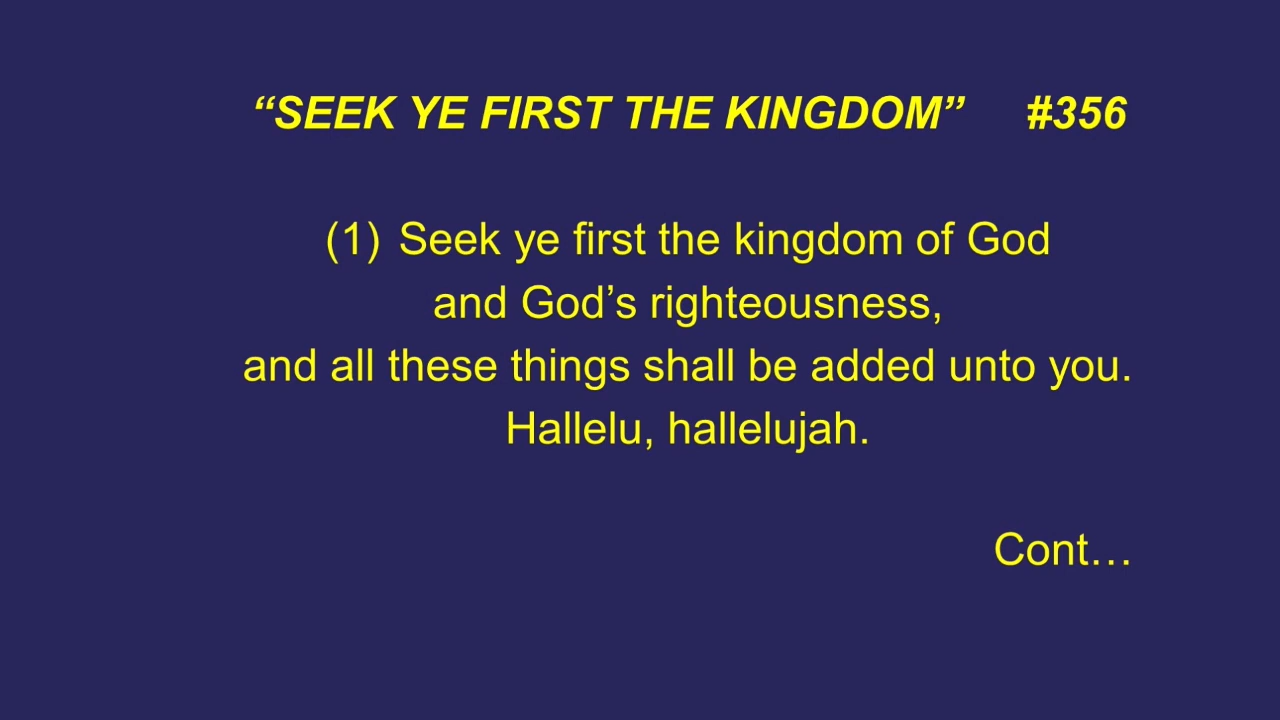 “SEEK YE FIRST THE KINGDOM” #356
(1) Seek ye first the kingdom of God
and God’s righteousness,
and all these things shall be added unto you.
Hallelu, hallelujah.
Cont…